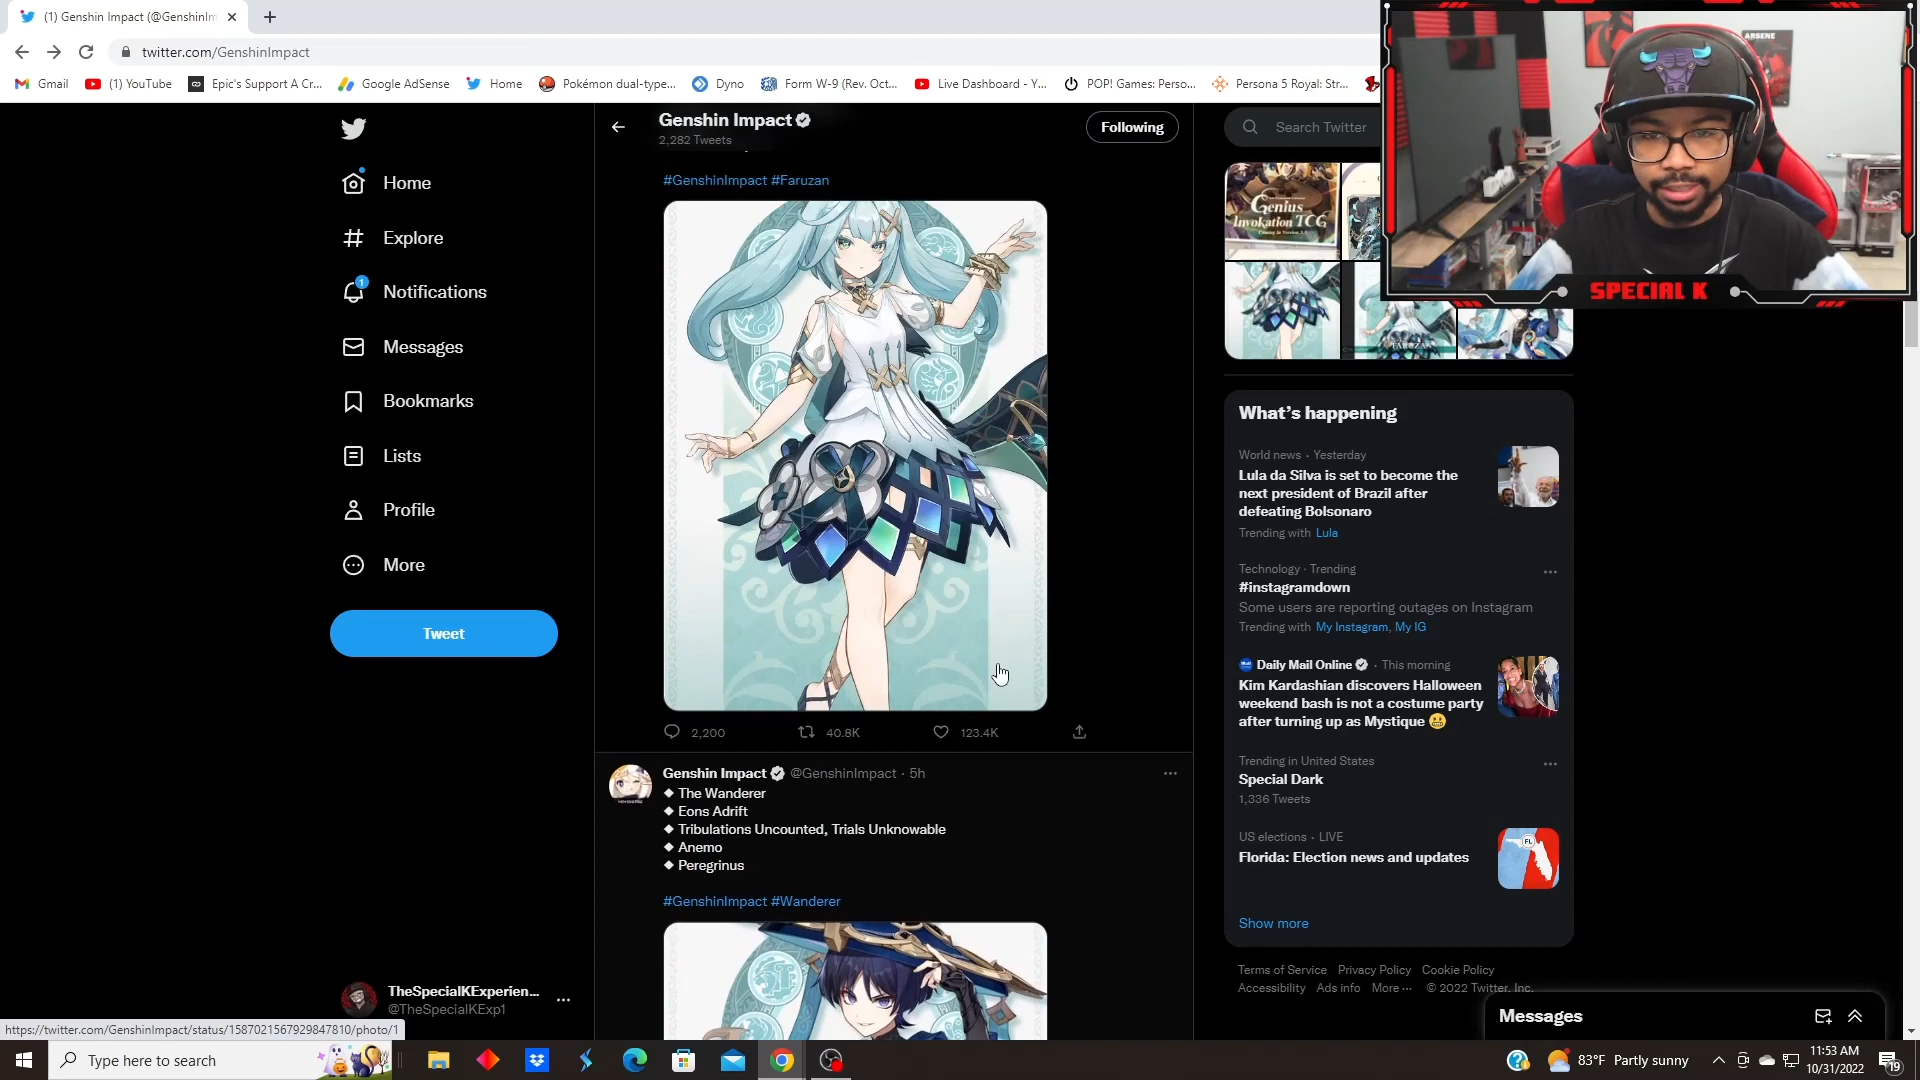 (1) Genshin Impact (@GenshinIm
twitter.com/GenshinImpact
Gmail
(1) YouTube
Epic's Support A Cr...
Google AdSense
Home
Pokémon dual-type...
Dyno
Form W-9 (Rev. Oct...
Live Dashboard - Y...
POP! Games: Perso...
Persona 5 Royal: Str...
ARSENE
SPECIAL K
Home
Explore
1
Notifications
Messages
Bookmarks
Lists
Profile
More
Tweet
TheSpecialKExperien...
@TheSpecialKExp1
Genshin Impact
2,282 Tweets
Following
#GenshinImpact #Faruzan
2,200
40.8K
123.4K
Genshin Impact @GenshinImpact · 5h
◆ The Wanderer
◆ Eons Adrift
◆ Tribulations Uncounted, Trials Unknowable
◆ Anemo
◆ Peregrinus
#GenshinImpact #Wanderer
Search Twitter
Genius
Invokation TCG
FARUZAN
What's happening
World news · Yesterday
Lula da Silva is set to become the
next president of Brazil after
defeating Bolsonaro
Trending with Lula
Technology · Trending
#instagramdown
Some users are reporting outages on Instagram
Trending with My Instagram, My IG
Daily Mail Online · This morning
Kim Kardashian discovers Halloween
weekend bash is not a costume party
after turning up as Mystique 😬
Trending in United States
Special Dark
1,336 Tweets
US elections · LIVE
Florida: Election news and updates
FL
Show more
Terms of Service Privacy Policy Cookie Policy
Accessibility Ads info More ··· © 2022 Twitter, Inc.
Messages
https://twitter.com/GenshinImpact/status/1587021567929847810/photo/1
Type here to search
83°F Partly sunny
11:53 AM
10/31/2022
19